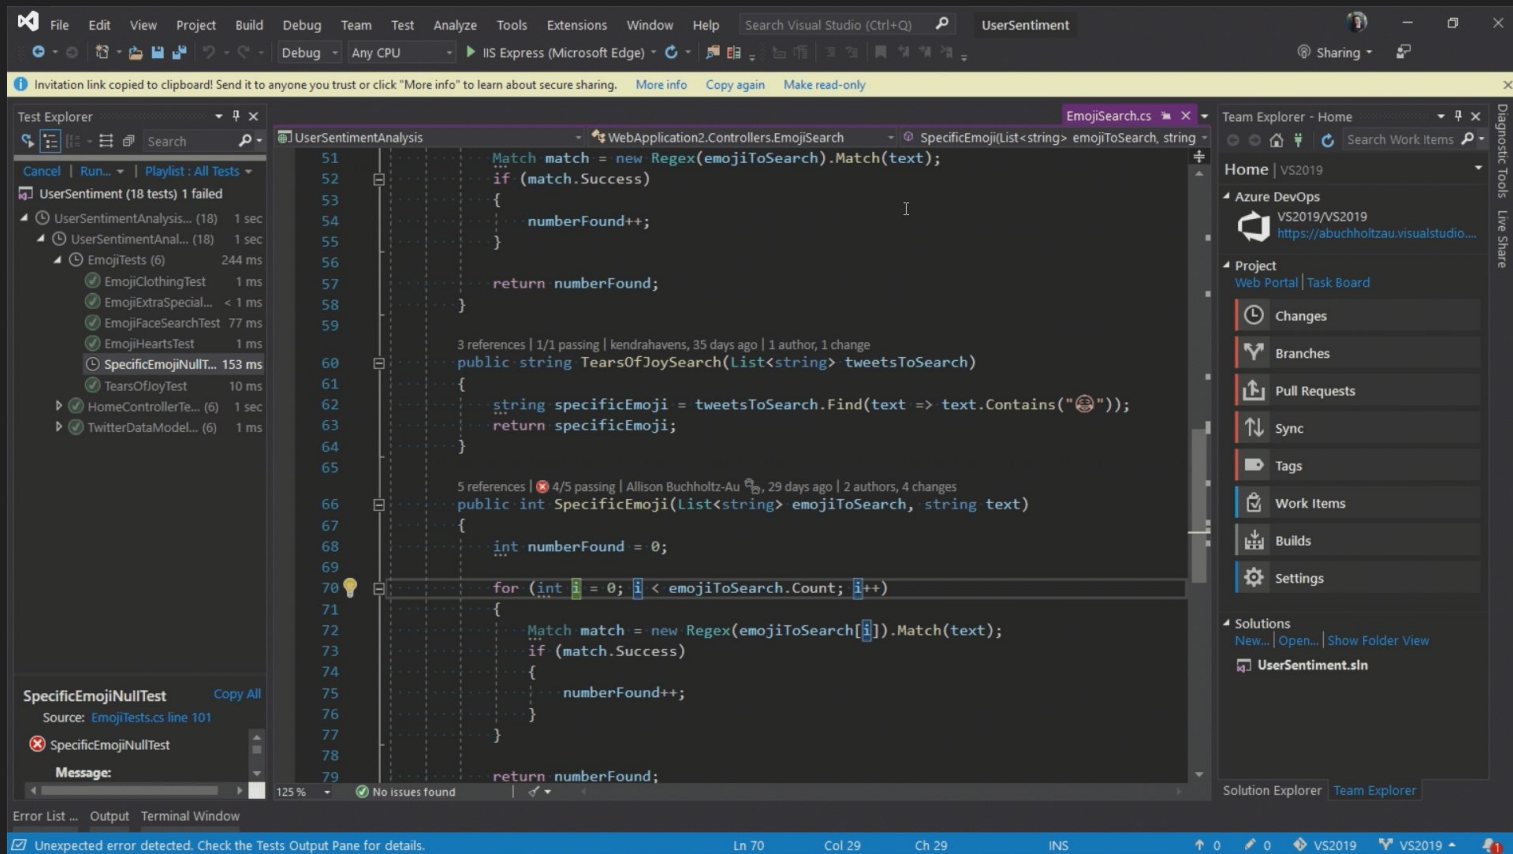 File Edit View Project Build Debug Team Test Analyze Tools Extensions Window Help Search Visual Studio (Ctrl+Q) UserSentiment
Debug Any CPU IIS Express (Microsoft Edge) Sharing
Invitation link copied to clipboard! Send it to anyone you trust or click "More info" to learn about secure sharing. More info Copy again Make read-only
Test Explorer
Search
Cancel Run... Playlist : All Tests
UserSentiment (18 tests) 1 failed
UserSentimentAnalysis... (18) 1 sec
UserSentimentAnal... (18) 1 sec
EmojiTests (6) 244 ms
EmojiClothingTest 1 ms
EmojiExtraSpecial... < 1 ms
EmojiFaceSearchTest 77 ms
EmojiHeartsTest 1 ms
SpecificEmojiNullT... 153 ms
TearsOfJoyTest 10 ms
HomeControllerTe... (6) 1 sec
TwitterDataModel... (6) 1 ms
SpecificEmojiNullTest Copy All
Source: EmojiTests.cs line 101
SpecificEmojiNullTest
Message:
EmojiSearch.cs
UserSentimentAnalysis WebApplication2.Controllers.EmojiSearch SpecificEmoji(List<string> emojiToSearch, string
51 Match match = new Regex(emojiToSearch).Match(text);
52 if (match.Success)
53 {
54 numberFound++;
55 }
56
57 return numberFound;
58 }
59
3 references | 1/1 passing | kendrahavens, 35 days ago | 1 author, 1 change
60 public string TearsOfJoySearch(List<string> tweetsToSearch)
61 {
62 string specificEmoji = tweetsToSearch.Find(text => text.Contains("😂"));
63 return specificEmoji;
64 }
65
5 references | 4/5 passing | Allison Buchholtz-Au, 29 days ago | 2 authors, 4 changes
66 public int SpecificEmoji(List<string> emojiToSearch, string text)
67 {
68 int numberFound = 0;
69
70 for (int i = 0; i < emojiToSearch.Count; i++)
71 {
72 Match match = new Regex(emojiToSearch[i]).Match(text);
73 if (match.Success)
74 {
75 numberFound++;
76 }
77 }
78
79 return numberFound;
125 % No issues found
Team Explorer - Home
Search Work Items
Home | VS2019
Azure DevOps
VS2019/VS2019
https://abuchholtzau.visualstudio....
Project
Web Portal | Task Board
Changes
Branches
Pull Requests
Sync
Tags
Work Items
Builds
Settings
Solutions
New... | Open... | Show Folder View
UserSentiment.sln
Solution Explorer Team Explorer
Diagnostic Tools
Live Share
Error List ... Output Terminal Window
Unexpected error detected. Check the Tests Output Pane for details. Ln 70 Col 29 Ch 29 INS 0 0 VS2019 VS2019 1